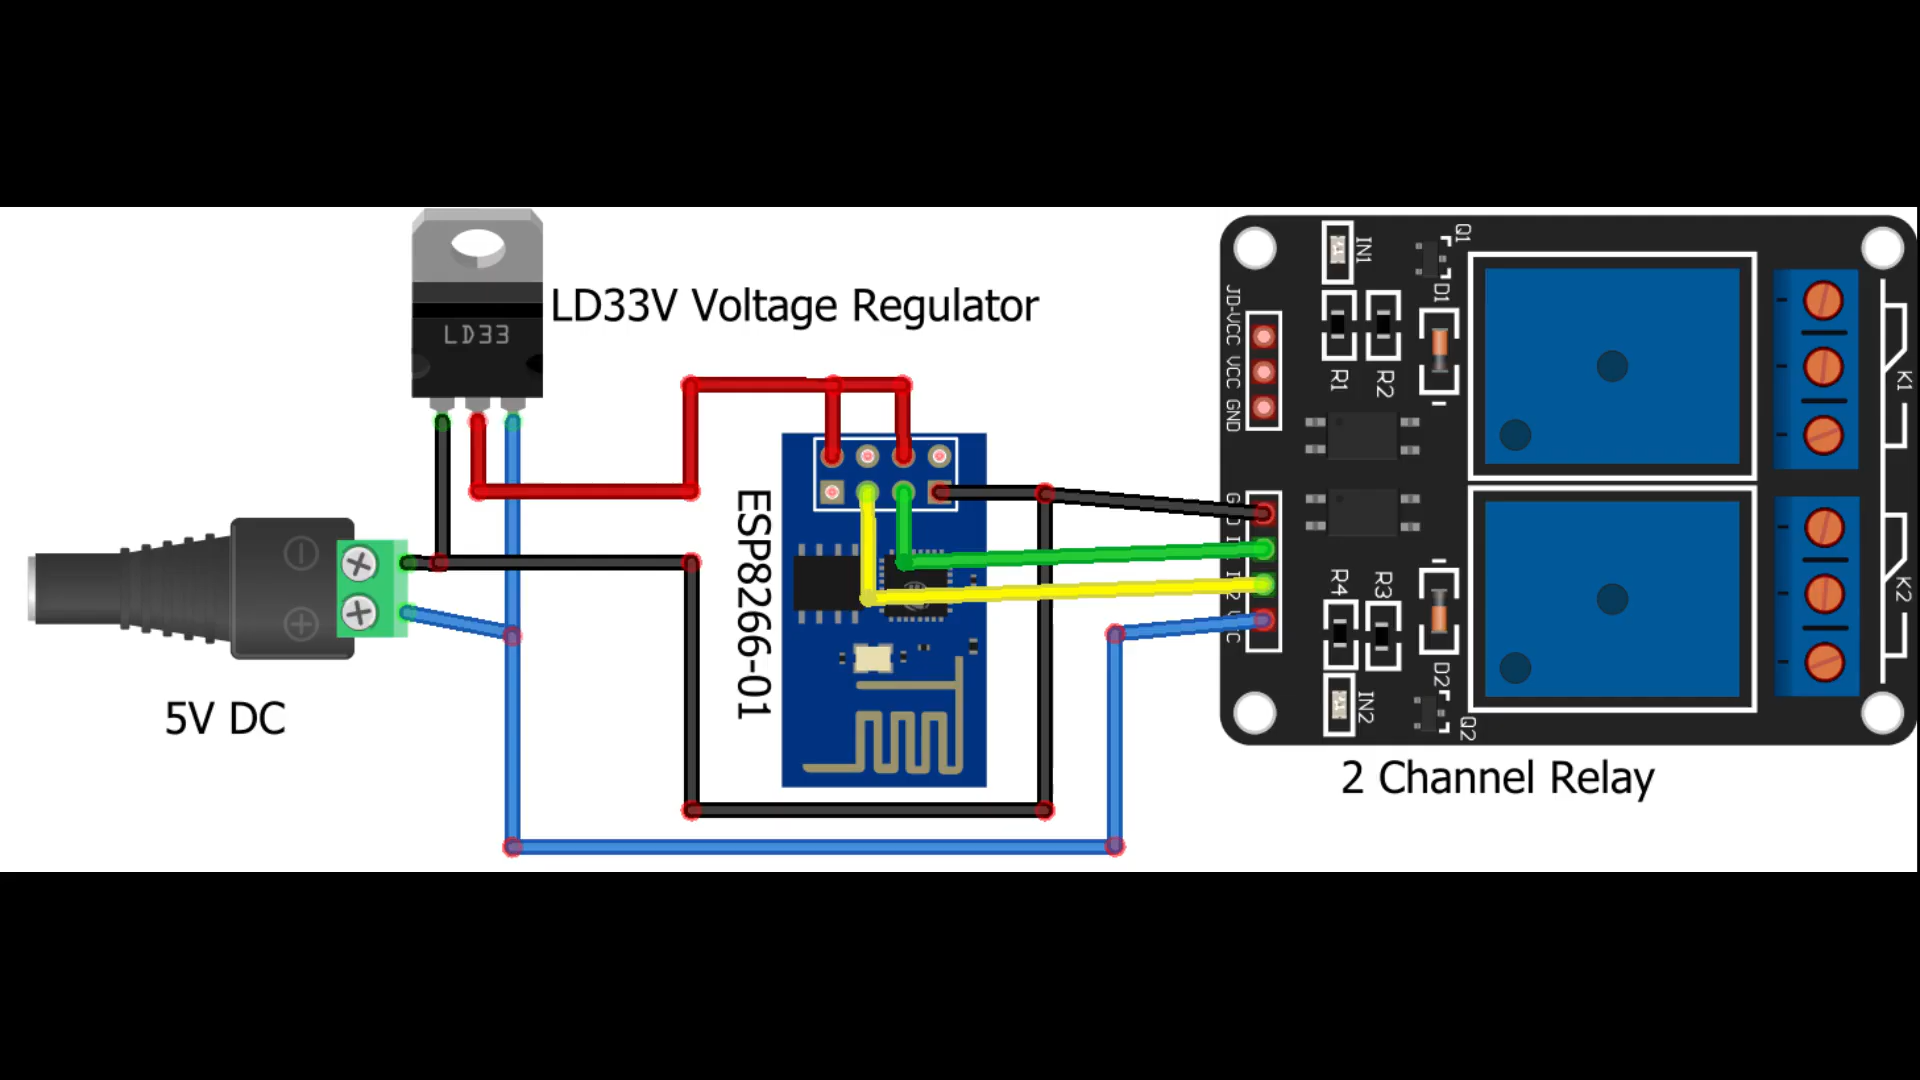 LD33
LD33V Voltage Regulator
5V DC
ESP8266-01
2 Channel Relay
IN1
Q1
D1
R1
R2
JD-VCC
VCC
GND
K1
R4
R3
D2
IN2
Q2
K2